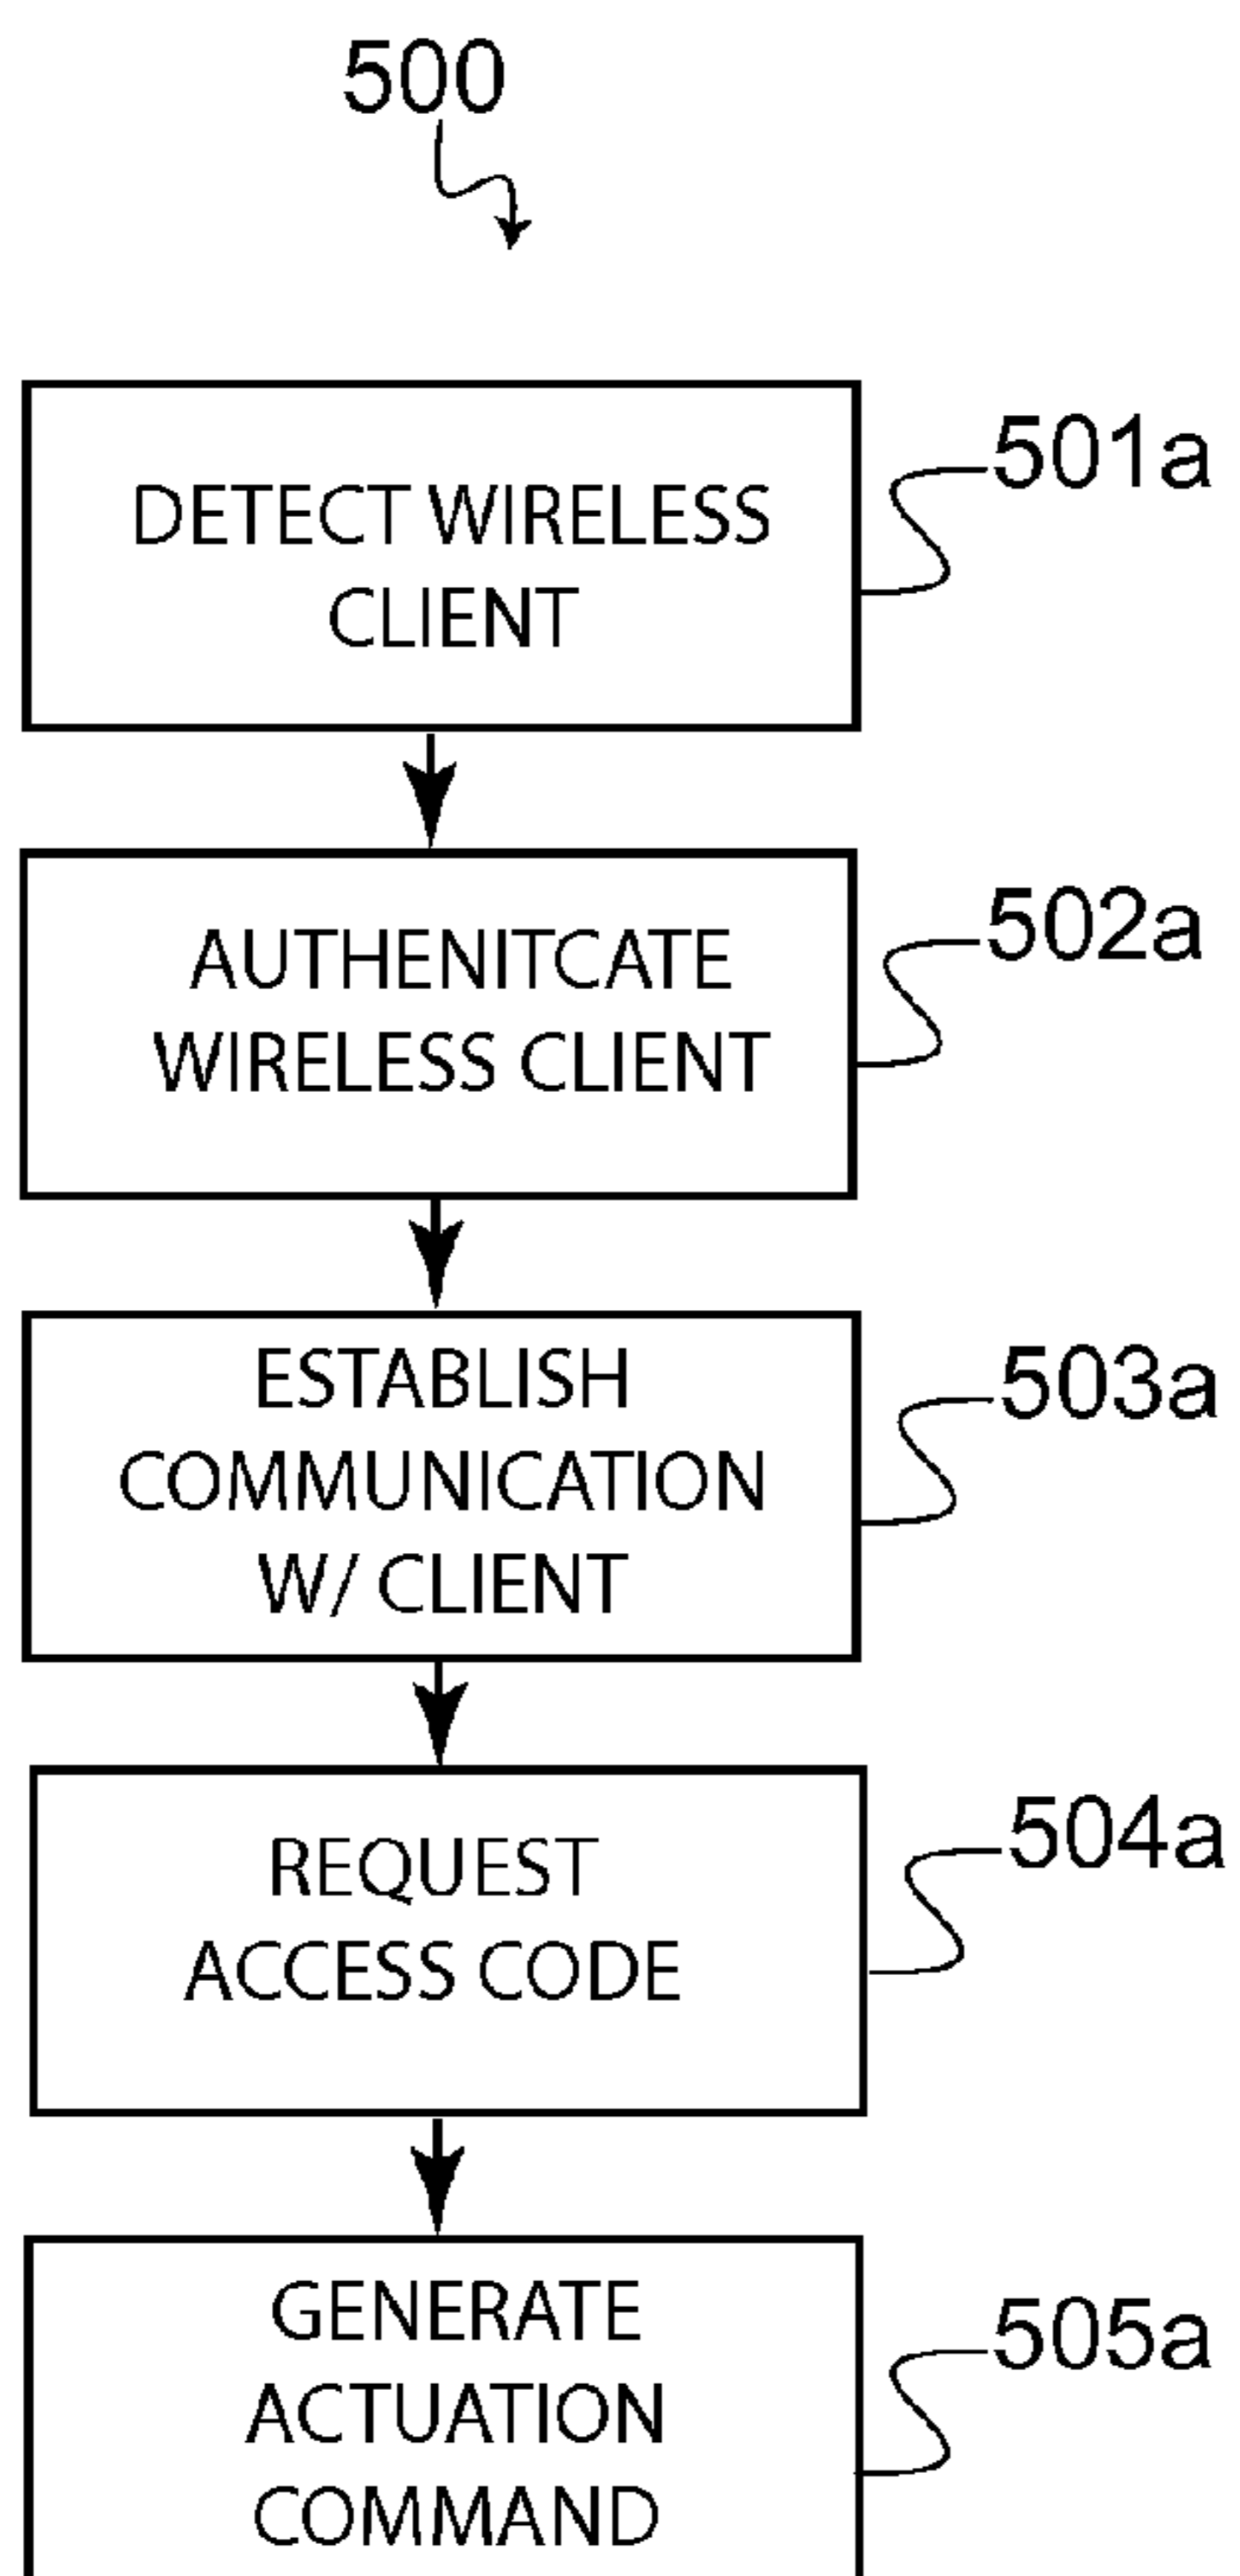 500
DETECT WIRELESS
CLIENT
501a
AUTHENITCATE
WIRELESS CLIENT
502a
ESTABLISH
COMMUNICATION
W/ CLIENT
503a
REQUEST
ACCESS CODE
504a
GENERATE
ACTUATION
COMMAND
505a